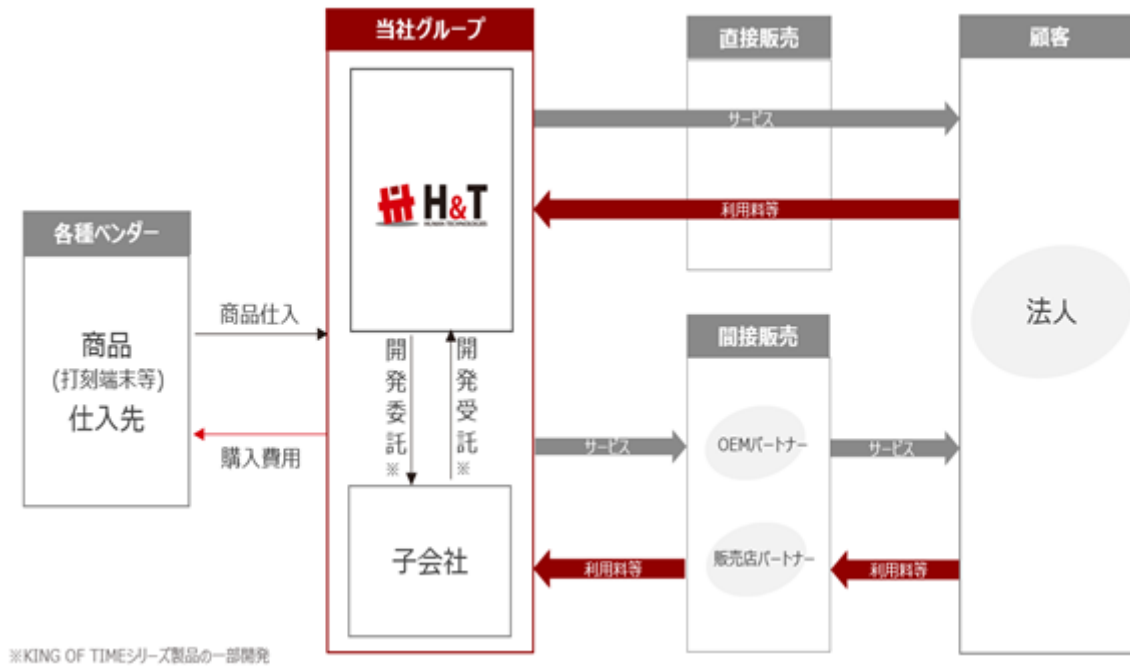 各種ベンダー
商品
(打刻端末等)
仕入先
商品仕入
購入費用
当社グループ
H&T
HUMAN TECHNOLOGIES
開発委託※
開発受託※
子会社
直接販売
サービス
利用料等
間接販売
サービス
OEMパートナー
サービス
利用料等
販売店パートナー
利用料等
顧客
法人
※KING OF TIMEシリーズ製品の一部開発